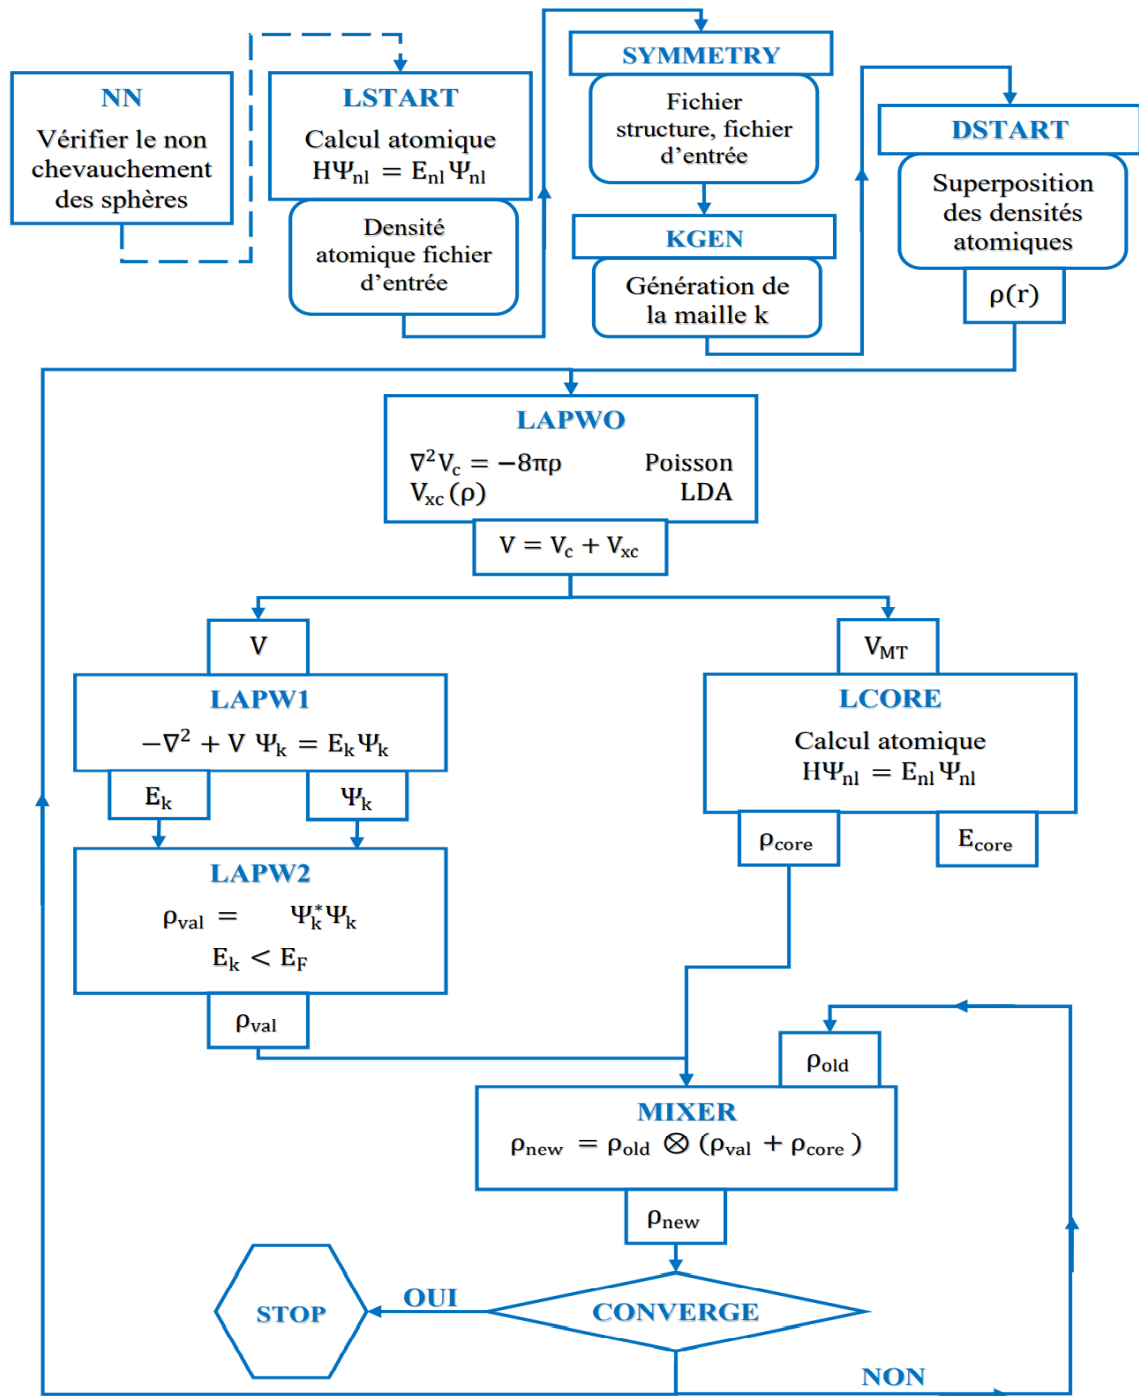 NN
Vérifier le non
chevauchement
des sphères
LSTART
Calcul atomique
HΨnl = EnlΨnl
Densité
atomique fichier
d'entrée
SYMMETRY
Fichier
structure, fichier
d'entrée
KGEN
Génération de
la maille k
DSTART
Superposition
des densités
atomiques
ρ(r)
LAPWO
∇²Vc = −8πρ Poisson
Vxc(ρ) LDA
V = Vc + Vxc
V
LAPW1
−∇² + V Ψk = EkΨk
Ek
Ψk
LAPW2
ρval = Ψk*Ψk
Ek < EF
ρval
VMT
LCORE
Calcul atomique
HΨnl = EnlΨnl
ρcore
Ecore
ρold
MIXER
ρnew = ρold ⊗ (ρval + ρcore )
ρnew
CONVERGE
OUI
STOP
NON